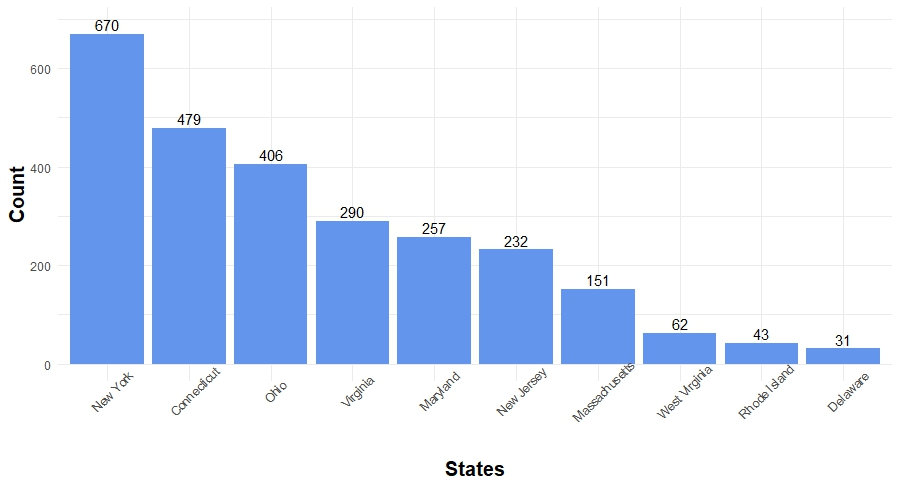 670
479
406
290
257
232
151
62
43
31
600
400
200
0
Count
New York
Connecticut
Ohio
Virginia
Maryland
New Jersey
Massachusetts
West Virginia
Rhode Island
Delaware
States